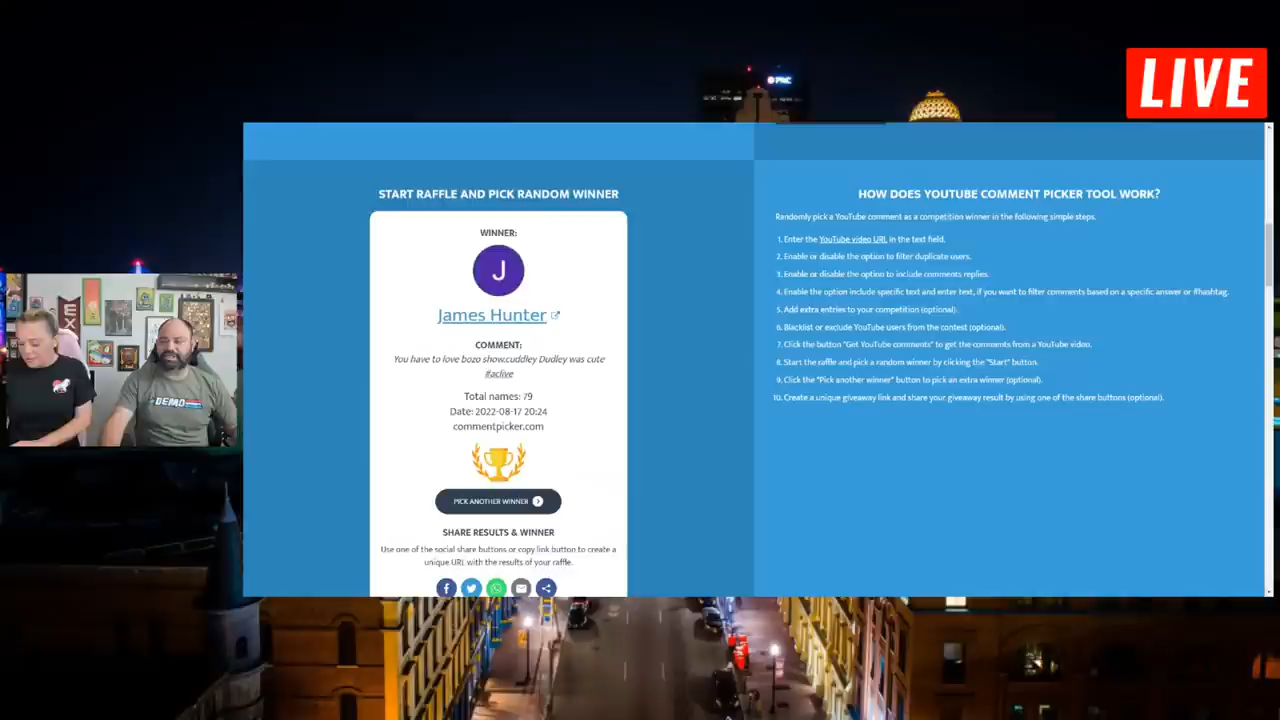 PNC
LIVE
START RAFFLE AND PICK RANDOM WINNER
WINNER:
J
James Hunter
COMMENT:
You have to love bozo show.cuddley Dudley was cute
#aclive
Total names: 79
Date: 2022-08-17 20:24
commentpicker.com
PICK ANOTHER WINNER
SHARE RESULTS & WINNER
Use one of the social share buttons or copy link button to create a
unique URL with the results of your raffle.
HOW DOES YOUTUBE COMMENT PICKER TOOL WORK?
Randomly pick a YouTube comment as a competition winner in the following simple steps.
1. Enter the YouTube video URL in the text field.
2. Enable or disable the option to filter duplicate users.
3. Enable or disable the option to include comments replies.
4. Enable the option include specific text and enter text, if you want to filter comments based on a specific answer or #hashtag.
5. Add extra entries to your competition (optional).
6. Blacklist or exclude YouTube users from the contest (optional).
7. Click the button "Get YouTube comments" to get the comments from a YouTube video.
8. Start the raffle and pick a random winner by clicking the "Start" button.
9. Click the "Pick another winner" button to pick an extra winner (optional).
10. Create a unique giveaway link and share your giveaway result by using one of the share buttons (optional).
EX
DEMO